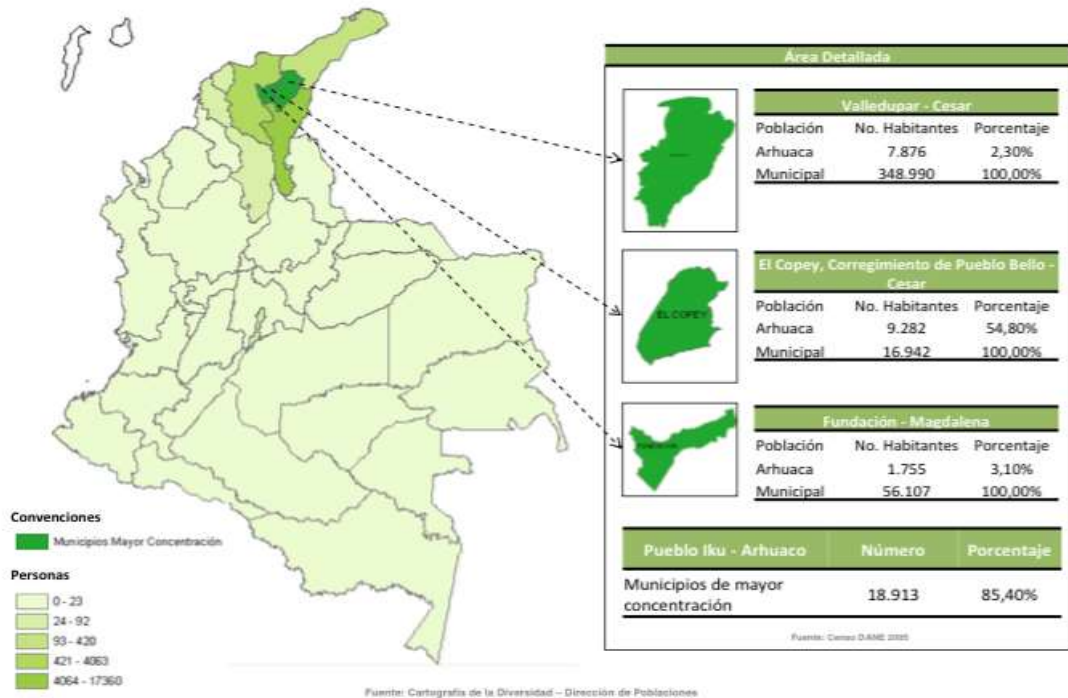 Área Detallada
Valledupar - Cesar
Población No. Habitantes Porcentaje
Arhuaca 7.876 2,30%
Municipal 348.990 100,00%
El Copey, Corregimiento de Pueblo Bello -
Cesar
Población No. Habitantes Porcentaje
Arhuaca 9.282 54,80%
Municipal 16.942 100,00%
EL COPEY
Fundación - Magdalena
Población No. Habitantes Porcentaje
Arhuaca 1.755 3,10%
Municipal 56.107 100,00%
Pueblo Iku - Arhuaco Número Porcentaje
Municipios de mayor
concentración 18.913 85,40%
Fuente: Censo DANE 2005
Convenciones
Municipios Mayor Concentración
Personas
0 - 23
24 - 92
93 - 420
421 - 4063
4064 - 17360
Fuente: Cartografía de la Diversidad – Dirección de Poblaciones